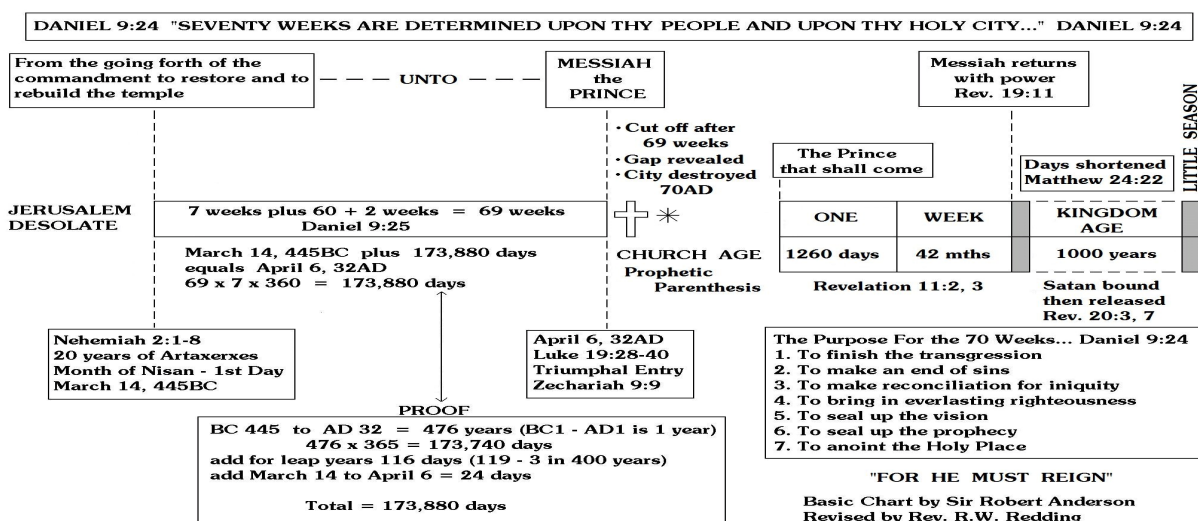 DANIEL 9:24 "SEVENTY WEEKS ARE DETERMINED UPON THY PEOPLE AND UPON THY HOLY CITY..." DANIEL 9:24
From the going forth of the
commandment to restore and to
rebuild the temple
UNTO
MESSIAH
the
PRINCE
Messiah returns
with power
Rev. 19:11
LITTLE SEASON
• Cut off after
69 weeks
• Gap revealed
• City destroyed
70AD
The Prince
that shall come
Days shortened
Matthew 24:22
JERUSALEM
DESOLATE
7 weeks plus 60 + 2 weeks = 69 weeks
Daniel 9:25
ONE
WEEK
KINGDOM
AGE
1260 days
42 mths
1000 years
March 14, 445BC plus 173,880 days
equals April 6, 32AD
69 x 7 x 360 = 173,880 days
CHURCH AGE
Prophetic
Parenthesis
Revelation 11:2, 3
Satan bound
then released
Rev. 20:3, 7
Nehemiah 2:1-8
20 years of Artaxerxes
Month of Nisan - 1st Day
March 14, 445BC
April 6, 32AD
Luke 19:28-40
Triumphal Entry
Zechariah 9:9
The Purpose For the 70 Weeks... Daniel 9:24
1. To finish the transgression
2. To make an end of sins
3. To make reconciliation for iniquity
4. To bring in everlasting righteousness
5. To seal up the vision
6. To seal up the prophecy
7. To anoint the Holy Place
PROOF
BC 445 to AD 32 = 476 years (BC1 - AD1 is 1 year)
476 x 365 = 173,740 days
add for leap years 116 days (119 - 3 in 400 years)
add March 14 to April 6 = 24 days
Total = 173,880 days
"FOR HE MUST REIGN"
Basic Chart by Sir Robert Anderson
Revised by Rev. R.W. Redding